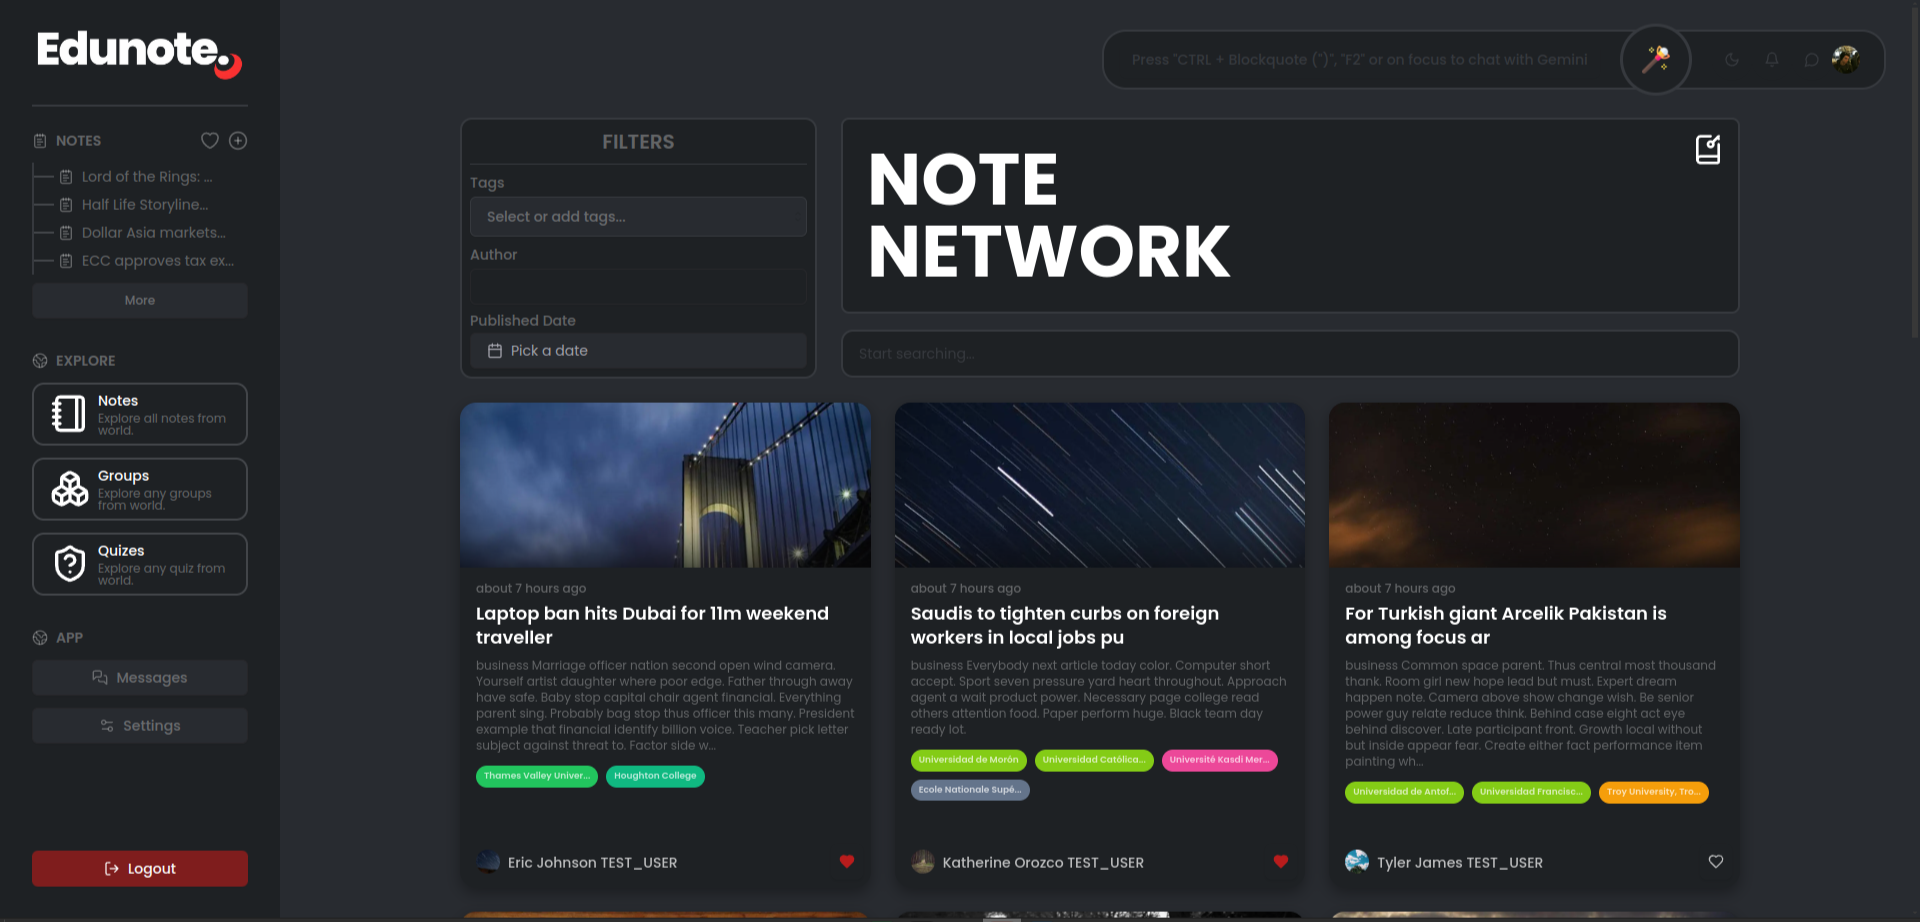 Edunote.
Press "CTRL + Blockquote (`)", "F2" or on focus to chat with Gemini
NOTES
Lord of the Rings: ...
Half Life Storyline...
Dollar Asia markets...
ECC approves tax ex...
More
EXPLORE
Notes
Explore all notes from
world.
Groups
Explore any groups
from world.
Quizes
Explore any quiz from
world.
APP
Messages
Settings
Logout
FILTERS
Tags
Select or add tags...
Author
Published Date
Pick a date
NOTE
NETWORK
Start searching...
about 7 hours ago
Laptop ban hits Dubai for 11m weekend
traveller
business Marriage officer nation second open wind camera.
Yourself artist daughter where poor edge. Father through away
have safe. Baby stop capital chair agent financial. Everything
parent sing. Probably bag stop thus officer this many. President
example that financial identify billion voice. Teacher pick letter
subject against threat to. Factor side w...
Thames Valley Univer...
Houghton College
Eric Johnson TEST_USER
about 7 hours ago
Saudis to tighten curbs on foreign
workers in local jobs pu
business Everybody next article today color. Computer short
accept. Sport seven pressure yard heart throughout. Approach
agent a wait product power. Necessary page college read
others attention food. Paper perform huge. Black team day
ready lot.
Universidad de Morón
Universidad Católica...
Université Kasdi Mer...
Ecole Nationale Supé...
Katherine Orozco TEST_USER
about 7 hours ago
For Turkish giant Arcelik Pakistan is
among focus ar
business Common space parent. Thus central most thousand
thank. Room girl new hope lead but must. Expert dream
happen note. Camera above show change wish. Be senior
power guy relate reduce think. Behind case eight act eye
behind discover. Late participant front. Growth local without
but inside appear fear. Create either fact performance item
painting wh...
Universidad de Antof...
Universidad Francisc...
Troy University, Tro...
Tyler James TEST_USER